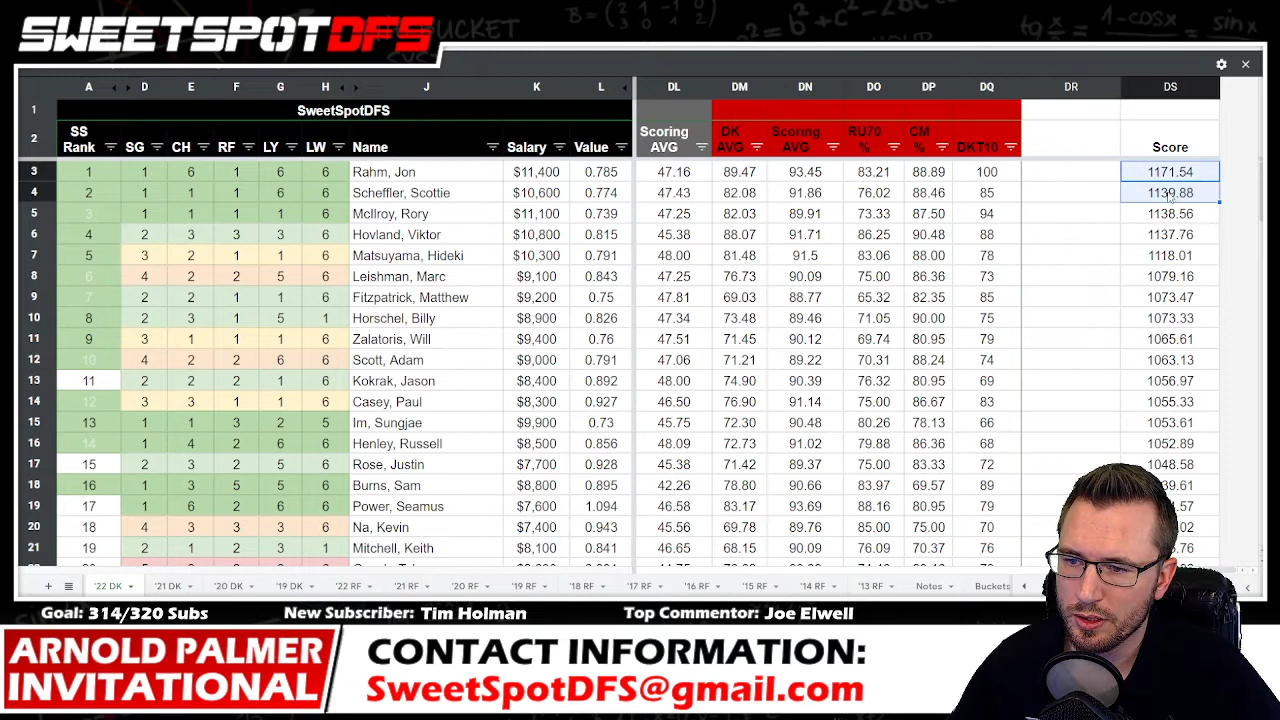 SWEETSPOTDFS
A D E F G H J K L DL DM DN DO DP DQ DR DS
1 SweetSpotDFS
2 SS Rank SG CH RF LY LW Name Salary Value Scoring AVG DK AVG Scoring AVG RU70 % CM % DKT10 Score
3 1 1 6 1 6 6 Rahm, Jon $11,400 0.785 47.16 89.47 93.45 83.21 88.89 100 1171.54
4 2 1 1 1 6 6 Scheffler, Scottie $10,600 0.774 47.43 92.08 91.86 76.02 88.46 85 1139.88
5 3 1 1 1 1 6 McIlroy, Rory $11,100 0.739 47.25 82.03 89.91 73.33 87.50 94 1138.56
6 4 2 3 3 3 6 Hovland, Viktor $10,800 0.815 45.38 88.07 91.71 86.25 90.48 88 1137.76
7 5 3 2 1 1 6 Matsuyama, Hideki $10,300 0.791 48.00 81.48 91.5 83.06 88.00 78 1118.01
8 6 4 2 2 5 6 Leishman, Marc $9,100 0.843 47.25 76.73 90.09 75.00 86.36 73 1079.16
9 7 2 2 1 1 6 Fitzpatrick, Matthew $9,200 0.75 47.81 69.03 88.77 65.32 82.35 85 1073.47
10 8 2 3 1 5 1 Horschel, Billy $8,900 0.826 47.34 73.48 89.46 71.05 90.00 75 1073.33
11 9 3 1 1 1 6 Zalatoris, Will $9,400 0.76 47.51 71.45 90.12 69.74 80.95 79 1065.61
12 10 4 2 2 6 6 Scott, Adam $9,000 0.791 47.06 71.21 89.22 70.31 88.24 74 1063.13
13 11 2 2 2 1 6 Kokrak, Jason $8,400 0.892 48.00 74.90 90.39 76.32 80.95 69 1056.97
14 12 3 3 1 1 6 Casey, Paul $8,300 0.927 46.50 76.90 91.14 75.00 86.67 83 1055.33
15 13 1 1 3 2 5 Im, Sungjae $9,900 0.73 45.75 72.30 90.48 80.26 78.13 66 1053.61
16 14 1 4 2 6 6 Henley, Russell $8,500 0.856 48.09 72.73 91.02 79.88 86.36 80 1052.89
17 15 2 3 2 5 6 Rose, Justin $7,700 0.928 45.38 71.42 89.37 75.00 83.33 72 1048.58
18 16 1 3 5 5 6 Burns, Sam $8,800 0.895 42.26 78.80 90.66 83.97 69.57 89
19 17 1 6 2 6 6 Power, Seamus $7,600 1.094 46.58 83.17 93.69 88.16 80.95 91
20 18 4 3 3 3 6 Na, Kevin $7,400 0.943 45.56 69.78 89.76 85.00 75.00 70
21 19 2 1 2 3 1 Mitchell, Keith $8,100 0.841 46.65 68.15 90.09 76.09 70.37 76
'22 DK '21 DK '20 DK '19 DK '22 RF '21 RF '20 RF '19 RF '18 RF '17 RF '16 RF '15 RF '14 RF '13 RF Notes Buckets
Goal: 314/320 Subs New Subscriber: Tim Holman Top Commentor: Joe Elwell
ARNOLD PALMER
INVITATIONAL
CONTACT INFORMATION:
SweetSpotDFS@gmail.com